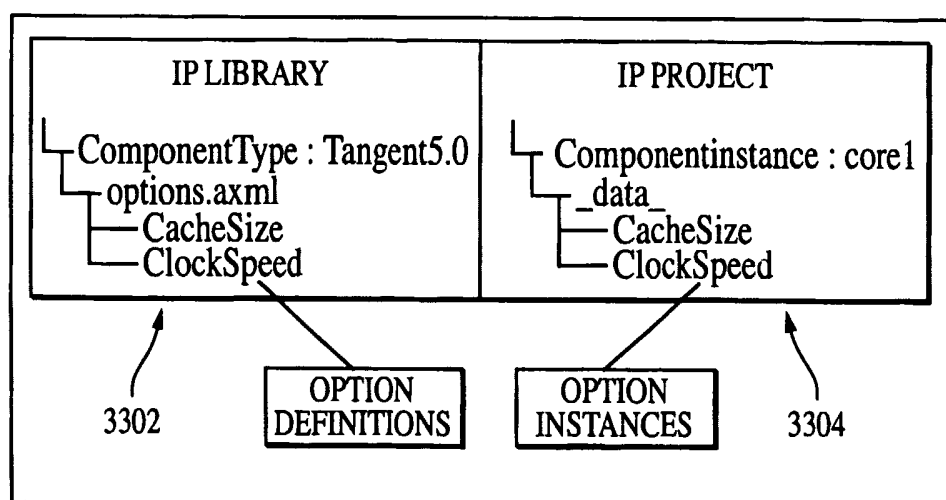 IP LIBRARY
ComponentType : Tangent5.0
options.axml
CacheSize
ClockSpeed
IP PROJECT
Componentinstance : core1
_data_
CacheSize
ClockSpeed
3302
OPTION
DEFINITIONS
OPTION
INSTANCES
3304